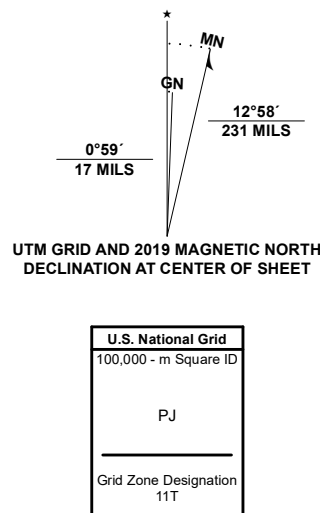 ★
MN
GN
12°58´
231 MILS
0°59´
17 MILS
UTM GRID AND 2019 MAGNETIC NORTH
DECLINATION AT CENTER OF SHEET
U.S. National Grid
100,000 - m Square ID
PJ
Grid Zone Designation
11T